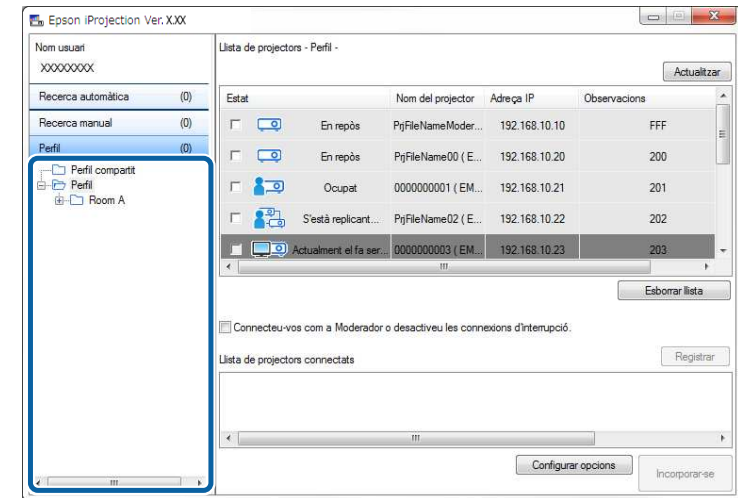 Epson iProjection Ver. X.XX
Nom usuari
XXXXXXXX
Recerca automàtica (0)
Recerca manual (0)
Perfil (0)
Perfil compartit
Perfil
Room A
Llista de projectors - Perfil -
Actualitzar
Estat Nom del projector Adreça IP Observacions
En repòs PrjFileNameModer... 192.168.10.10 FFF
En repòs PrjFileName00 ( E... 192.168.10.20 200
Ocupat 0000000001 ( EM... 192.168.10.21 201
S'està replicant... PrjFileName02 ( E... 192.168.10.22 202
Actualment el fa ser... 0000000003 ( EM... 192.168.10.23 203
Esborrar llista
Connecteu-vos com a Moderador o desactiveu les connexions d'interrupció.
Llista de projectors connectats
Registrar
Configurar opcions
Incorporar-se